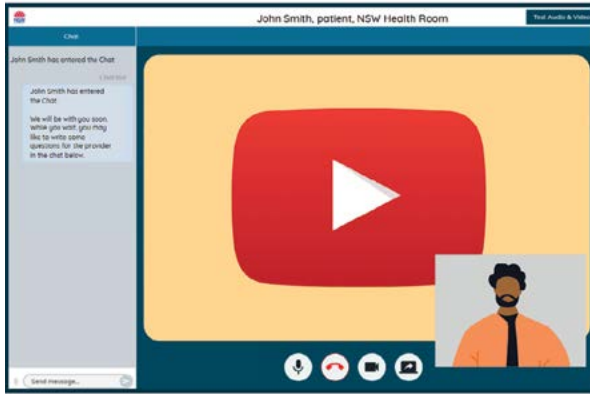 John Smith, patient, NSW Health Room
Test Audio & Video
Chat
John Smith has entered the Chat
John Smith has entered
the Chat.
We will be with you soon.
While you wait, you may
like to write some
questions for the provider
in the chat below.
Send message...